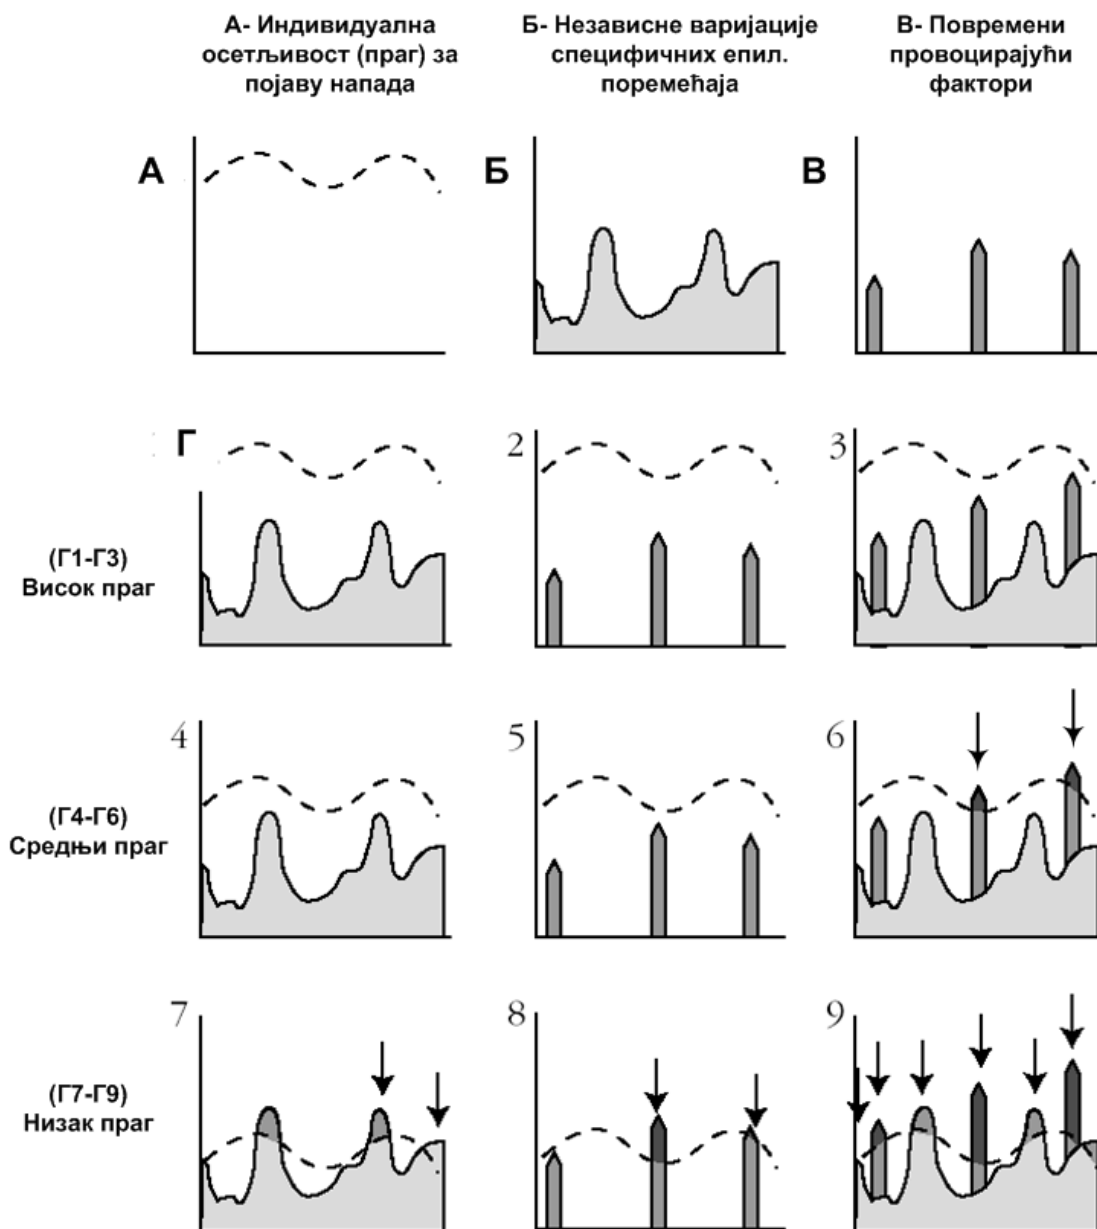 А- Индивидуална
осетљивост (праг) за
појаву напада
Б- Независне варијације
специфичних епил.
поремећаја
В- Повремени
провоцирајући
фактори
А
Б
В
Г
2
3
(Г1-Г3)
Висок праг
4
5
6
(Г4-Г6)
Средњи праг
7
8
9
(Г7-Г9)
Низак праг